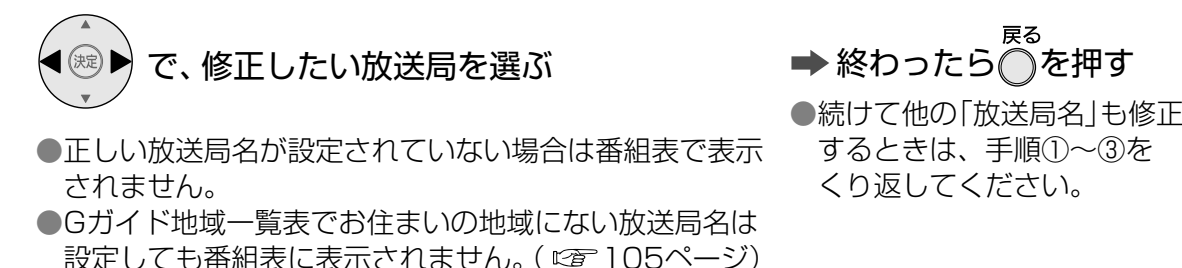 決定 で、修正したい放送局を選ぶ
●正しい放送局名が設定されていない場合は番組表で表示
されません。
●Gガイド地域一覧表でお住まいの地域にない放送局名は
設定しても番組表に表示されません。(☞105ページ)
戻る
➡終わったら○を押す
●続けて他の「放送局名」も修正
するときは、手順①～③を
くり返してください。